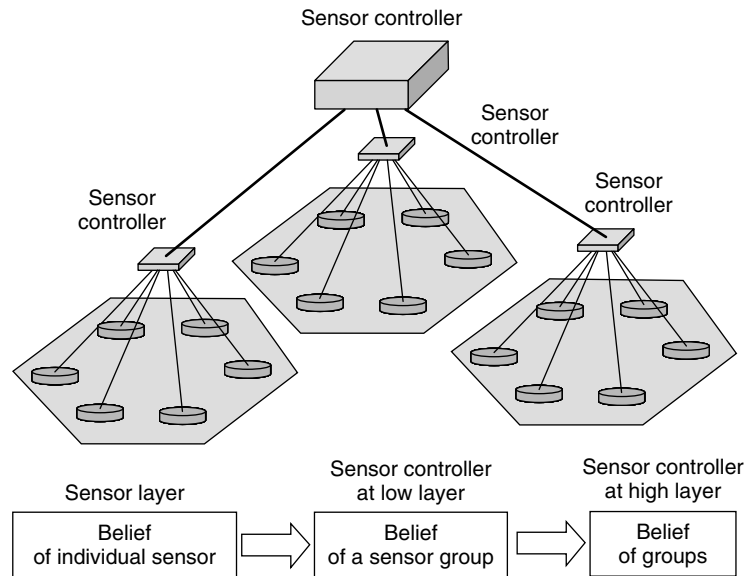 Sensor controller
Sensor
controller
Sensor
controller
Sensor
controller
Sensor layer
Sensor controller
at low layer
Sensor controller
at high layer
Belief
of individual sensor
Belief
of a sensor group
Belief
of groups